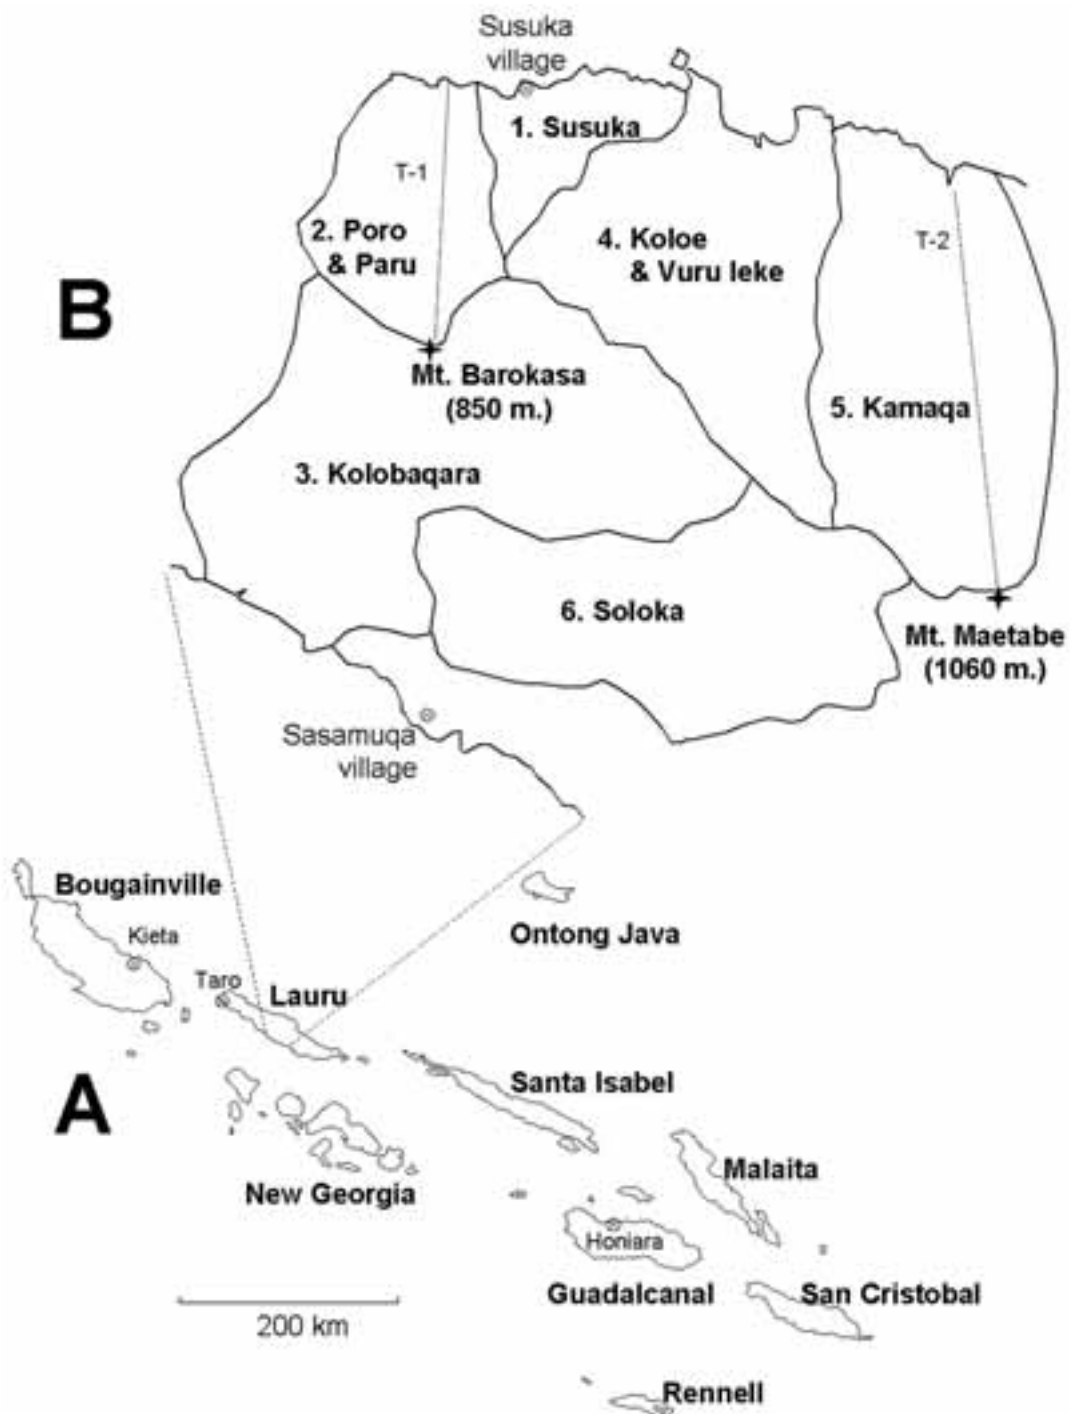 Susuka
village
1. Susuka
T-1
2. Poro
& Paru
4. Koloe
& Vuru leke
T-2
B
Mt. Barokasa
(850 m.)
5. Kamaqa
3. Kolobaqara
6. Soloka
Mt. Maetabe
(1060 m.)
Sasamuqa
village
Bougainville
Kieta
Ontong Java
Taro
Lauru
A
Santa Isabel
Malaita
New Georgia
Honiara
Guadalcanal
San Cristobal
200 km
Rennell